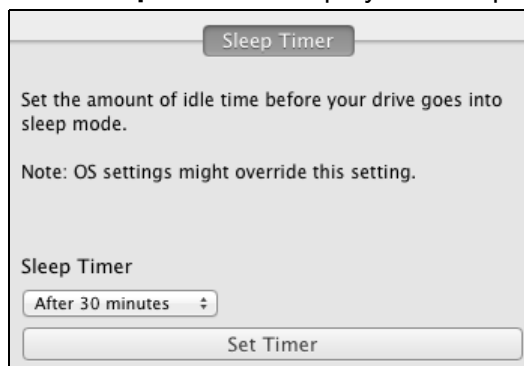 Sleep Timer
Set the amount of idle time before your drive goes into
sleep mode.
Note: OS settings might override this setting.
Sleep Timer
After 30 minutes
Set Timer